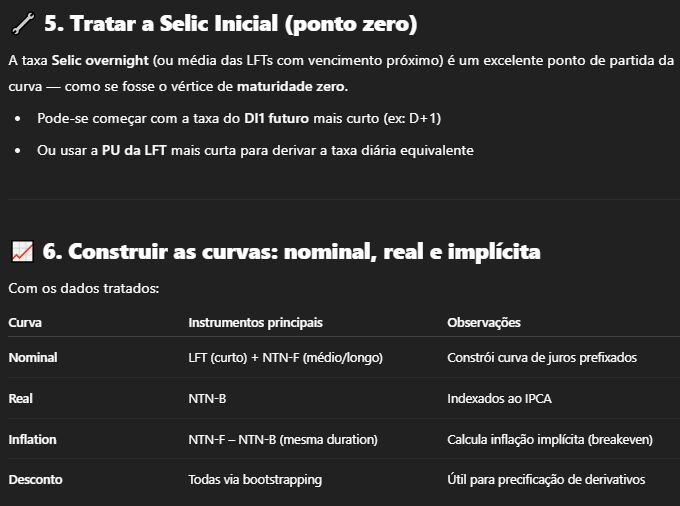 🔧 5. Tratar a Selic Inicial (ponto zero)
A taxa Selic overnight (ou média das LFTs com vencimento próximo) é um excelente ponto de partida da
curva — como se fosse o vértice de maturidade zero.
• Pode-se começar com a taxa do DI1 futuro mais curto (ex: D+1)
• Ou usar a PU da LFT mais curta para derivar a taxa diária equivalente
📈 6. Construir as curvas: nominal, real e implícita
Com os dados tratados:
Curva Instrumentos principais Observações
Nominal LFT (curto) + NTN-F (médio/longo) Constrói curva de juros prefixados
Real NTN-B Indexados ao IPCA
Inflation NTN-F – NTN-B (mesma duration) Calcula inflação implícita (breakeven)
Desconto Todas via bootstrapping Útil para precificação de derivativos